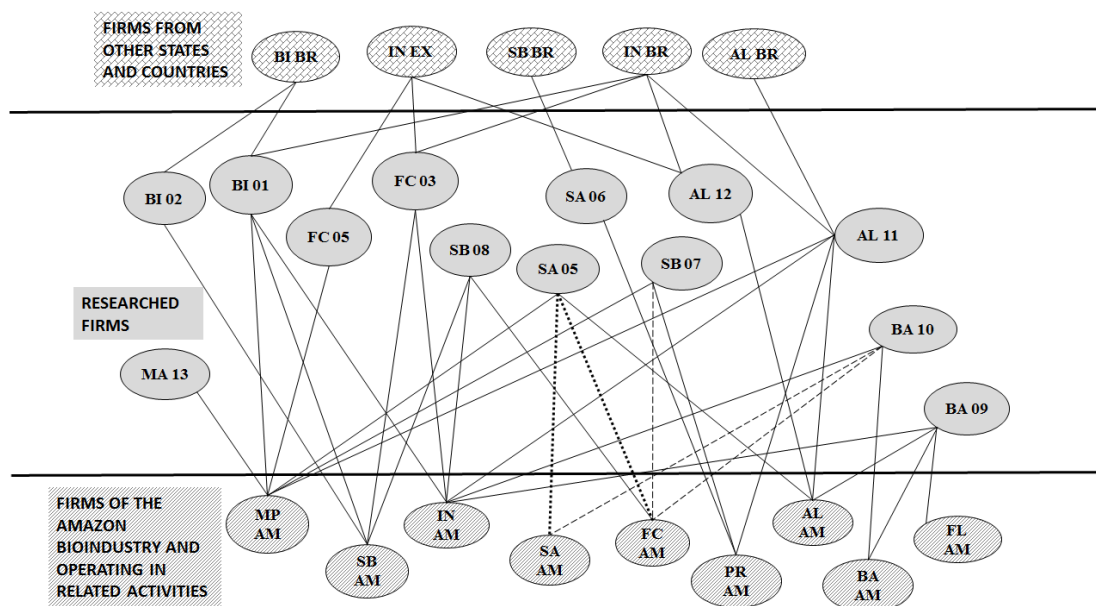 FIRMS FROM
OTHER STATES
AND COUNTRIES
BI BR
IN EX
SB BR
IN BR
AL BR
BI 02
BI 01
FC 05
FC 03
SB 08
SA 05
SA 06
SB 07
AL 12
AL 11
RESEARCHED
FIRMS
MA 13
BA 10
BA 09
FIRMS OF THE
AMAZON
BIOINDUSTRY AND
OPERATING IN
RELATED ACTIVITIES
MP
AM
SB
AM
IN
AM
SA
AM
FC
AM
PR
AM
AL
AM
BA
AM
FL
AM